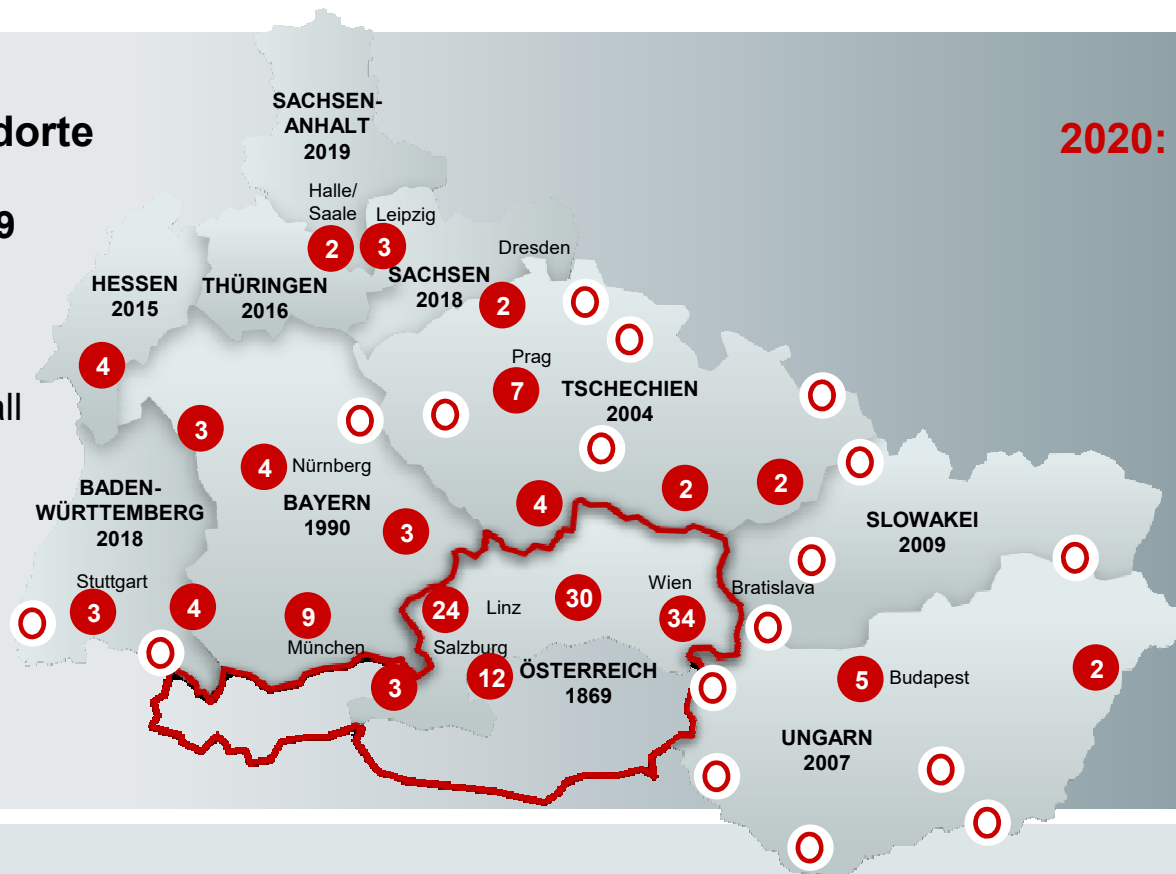 dorte
9
all
2020:
SACHSEN-
ANHALT
2019
Halle/
Saale
2
Leipzig
3
Dresden
SACHSEN
2018
2
HESSEN
2015
4
THÜRINGEN
2016
Prag
7
TSCHECHIEN
2004
4
2
2
3
4
Nürnberg
BAYERN
1990
3
BADEN-
WÜRTTEMBERG
2018
Stuttgart
3
4
9
München
SLOWAKEI
2009
Bratislava
24
Linz
30
Wien
34
Salzburg
12
3
ÖSTERREICH
1869
5
Budapest
2
UNGARN
2007